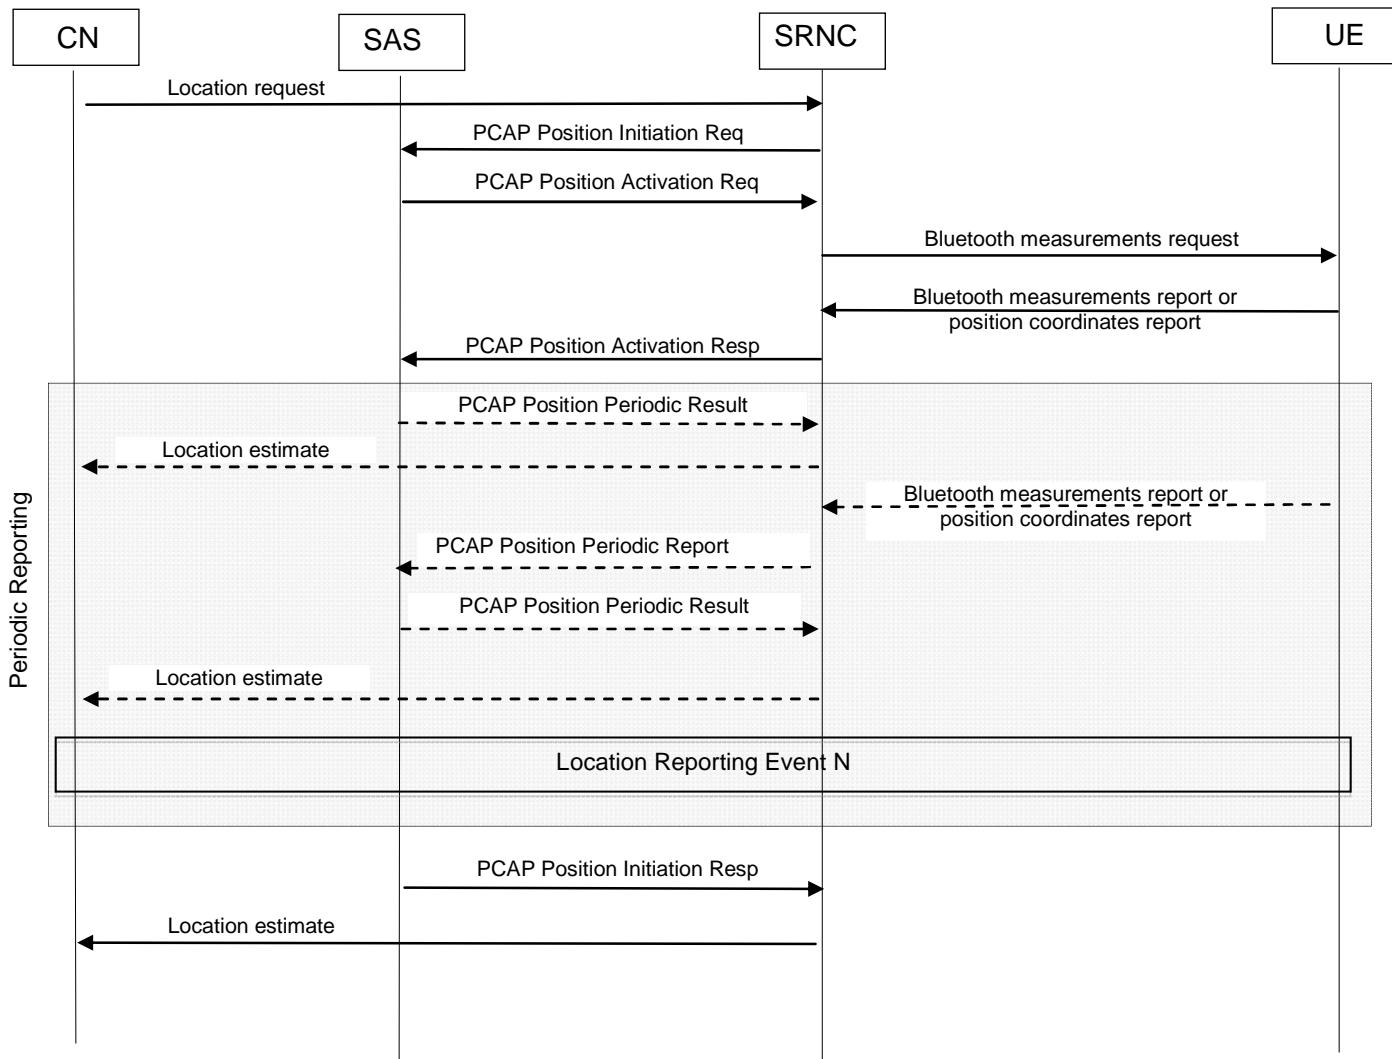 CN
SAS
SRNC
UE
Location request
PCAP Position Initiation Req
PCAP Position Activation Req
Bluetooth measurements request
Bluetooth measurements report or
position coordinates report
PCAP Position Activation Resp
Periodic Reporting
PCAP Position Periodic Result
Location estimate
Bluetooth measurements report or
position coordinates report
PCAP Position Periodic Report
PCAP Position Periodic Result
Location estimate
Location Reporting Event N
PCAP Position Initiation Resp
Location estimate